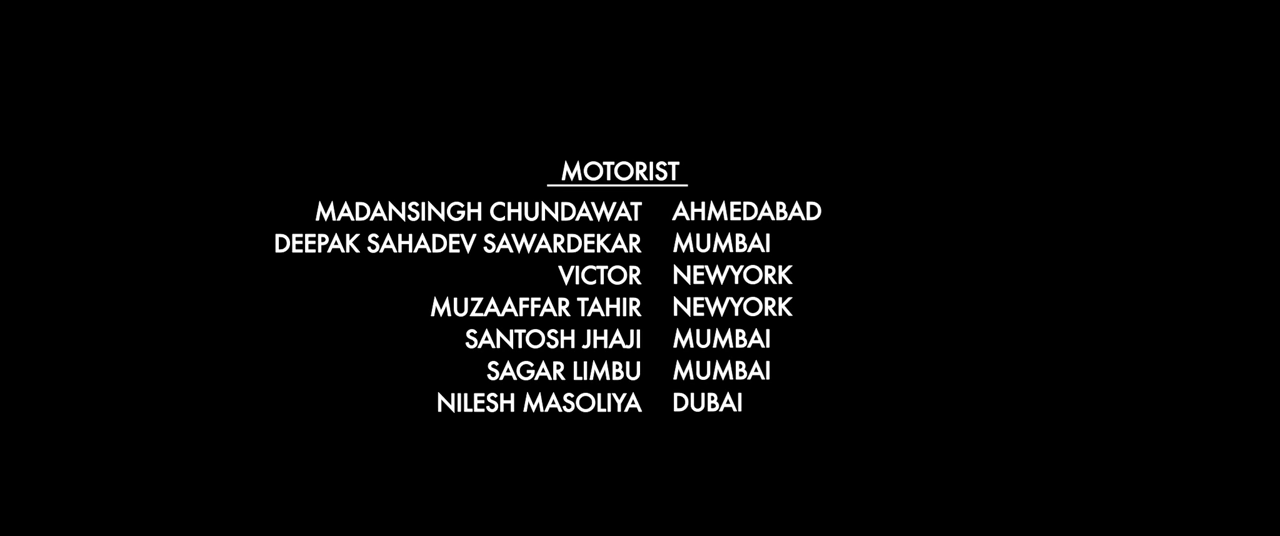 MOTORIST
MADANSINGH CHUNDAWAT AHMEDABAD
DEEPAK SAHADEV SAWARDEKAR MUMBAI
VICTOR NEWYORK
MUZAAFFAR TAHIR NEWYORK
SANTOSH JHAJI MUMBAI
SAGAR LIMBU MUMBAI
NILESH MASOLIYA DUBAI